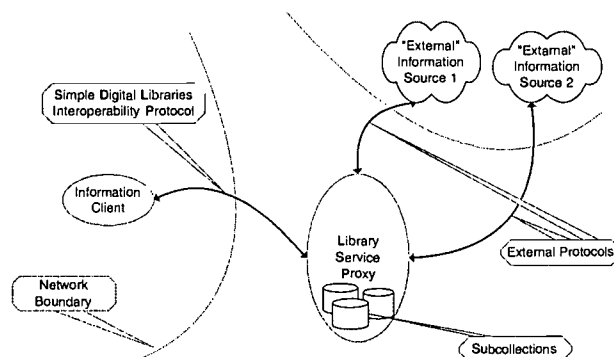 "External"
Information
Source 1
"External"
Information
Source 2
Simple Digital Libraries
Interoperability Protocol
Information
Client
Library
Service
Proxy
External Protocols
Network
Boundary
Subcollections